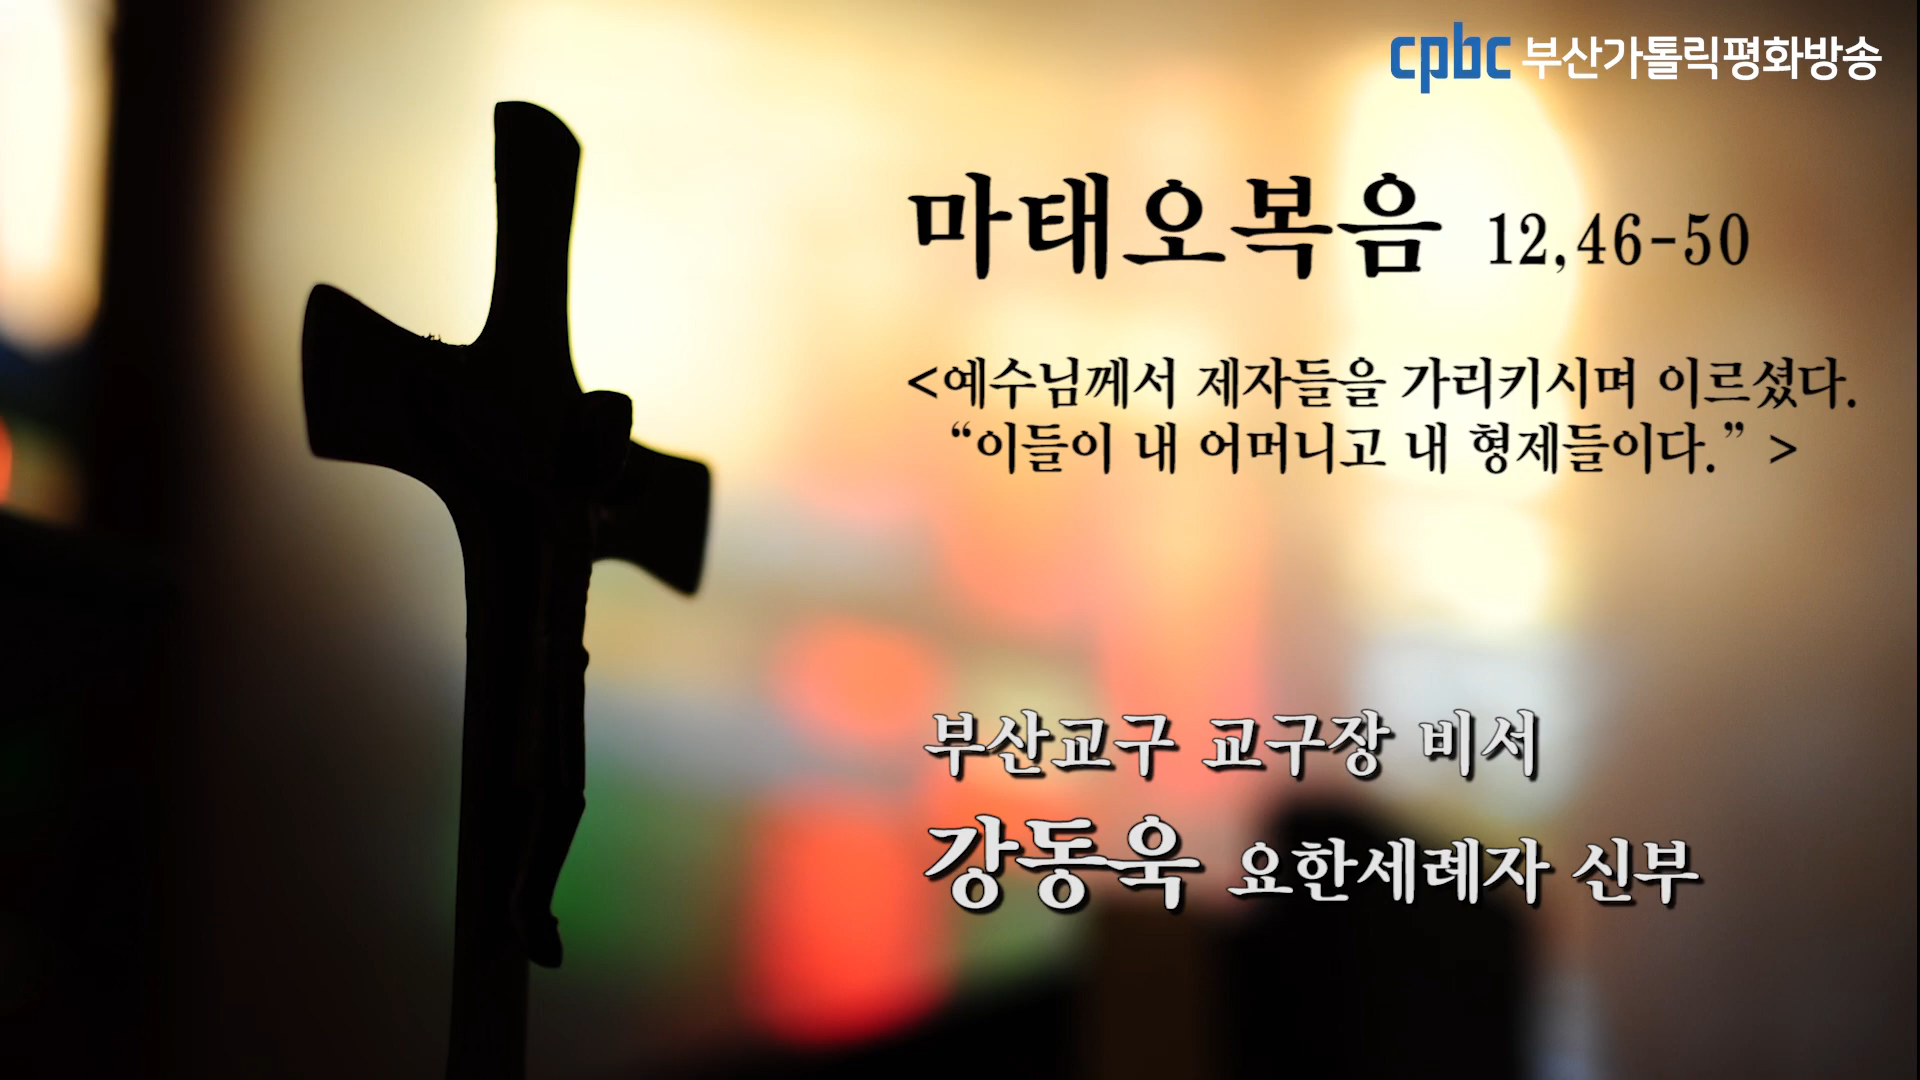 cpbc 부산가톨릭평화방송
마태오복음 12,46-50
<예수님께서 제자들을 가리키시며 이르셨다.
“이들이 내 어머니고 내 형제들이다.” >
부산교구 교구장 비서
강동욱 요한세례자 신부